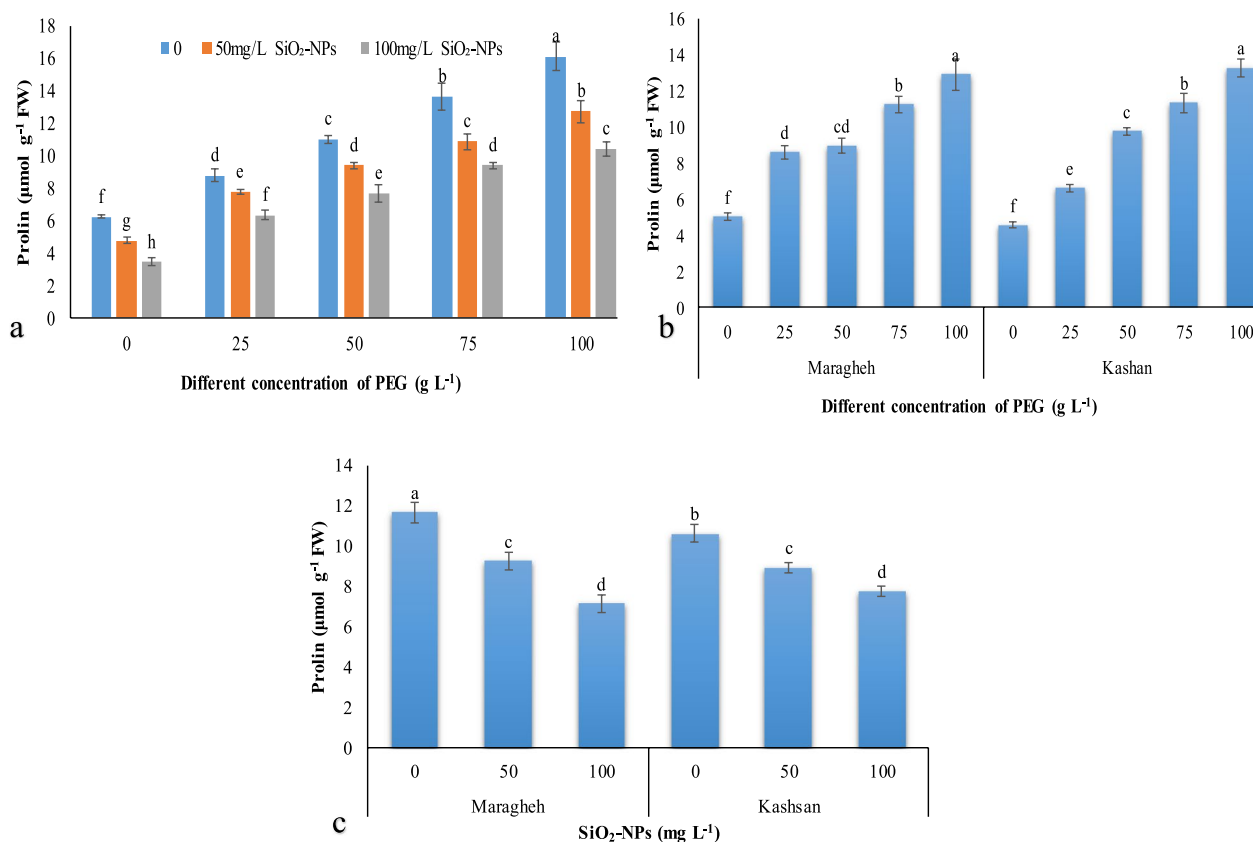 18
16
14
12
10
8
6
4
2
0
Prolin (µmol g⁻¹ FW)
0 50mg/L SiO₂-NPs 100mg/L SiO₂-NPs
f g h d e f c d e b c d a b c
0 25 50 75 100
Different concentration of PEG (g L⁻¹)
a
16
14
12
10
8
6
4
2
0
Prolin (µmol g⁻¹ FW)
f d cd b a f e c b a
0 25 50 75 100 0 25 50 75 100
Maragheh Kashan
Different concentration of PEG (g L⁻¹)
b
14
12
10
8
6
4
2
0
Prolin (µmol g⁻¹ FW)
a c d b c d
0 50 100 0 50 100
Maragheh Kashsan
SiO₂-NPs (mg L⁻¹)
c